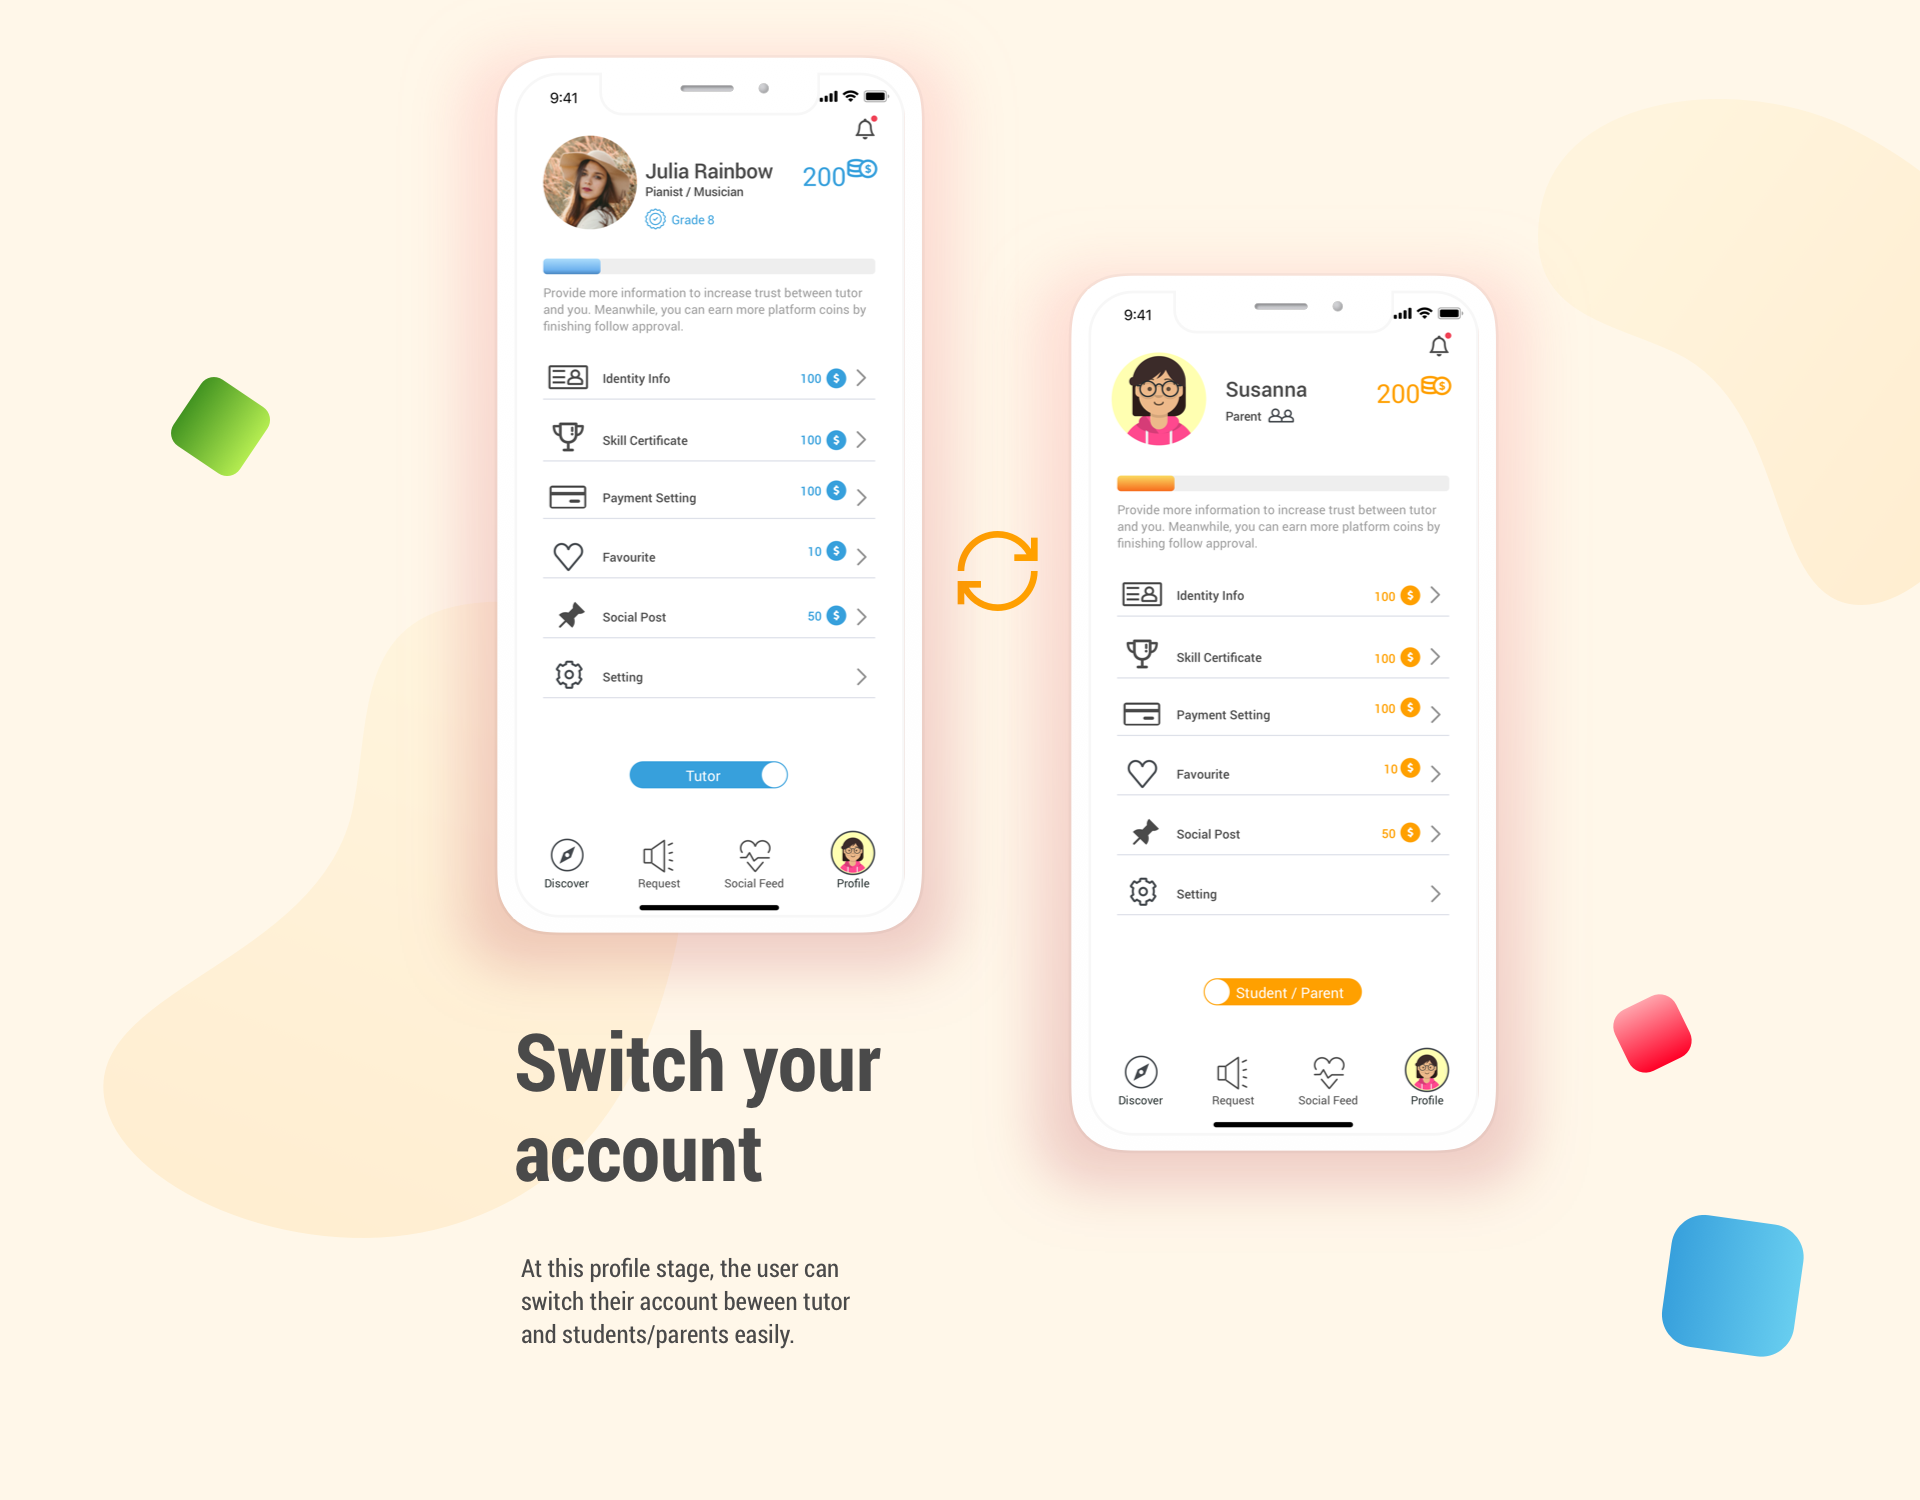 9:41
Julia Rainbow
Pianist / Musician
200
Grade 8
Provide more information to increase trust between tutor
and you. Meanwhile, you can earn more platform coins by
finishing follow approval.
Identity Info 100 $
Skill Certificate 100 $
Payment Setting 100 $
Favourite 10 $
Social Post 50 $
Setting
Tutor
Discover Request Social Feed Profile
9:41
Susanna
Parent
200
Provide more information to increase trust between tutor
and you. Meanwhile, you can earn more platform coins by
finishing follow approval.
Identity Info 100 $
Skill Certificate 100 $
Payment Setting 100 $
Favourite 10 $
Social Post 50 $
Setting
Student / Parent
Discover Request Social Feed Profile
Switch your
account
At this profile stage, the user can
switch their account beween tutor
and students/parents easily.